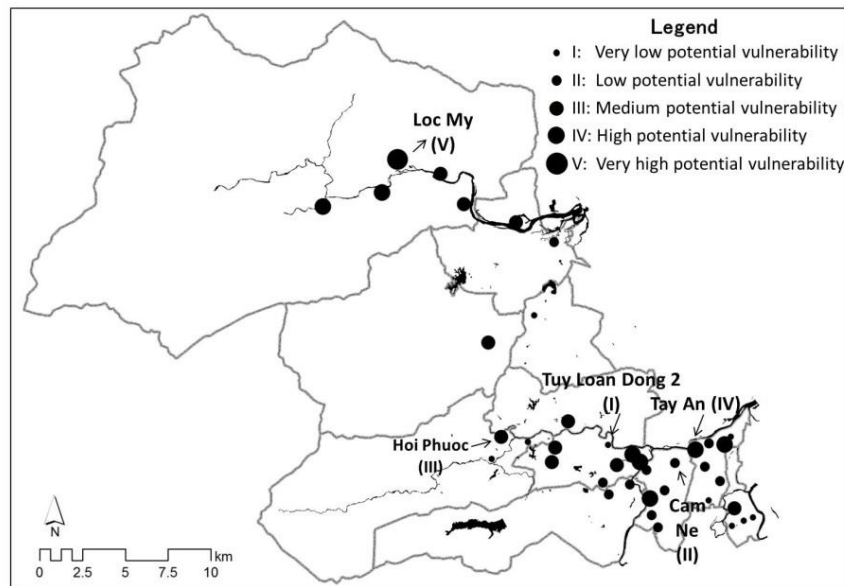 Legend
I: Very low potential vulnerability
II: Low potential vulnerability
III: Medium potential vulnerability
IV: High potential vulnerability
V: Very high potential vulnerability
Loc My
(V)
Tuy Loan Dong 2
(I)
Tay An (IV)
Hoi Phuoc
(III)
Cam
Ne
(II)
N
km
0 2.5 5 7.5 10